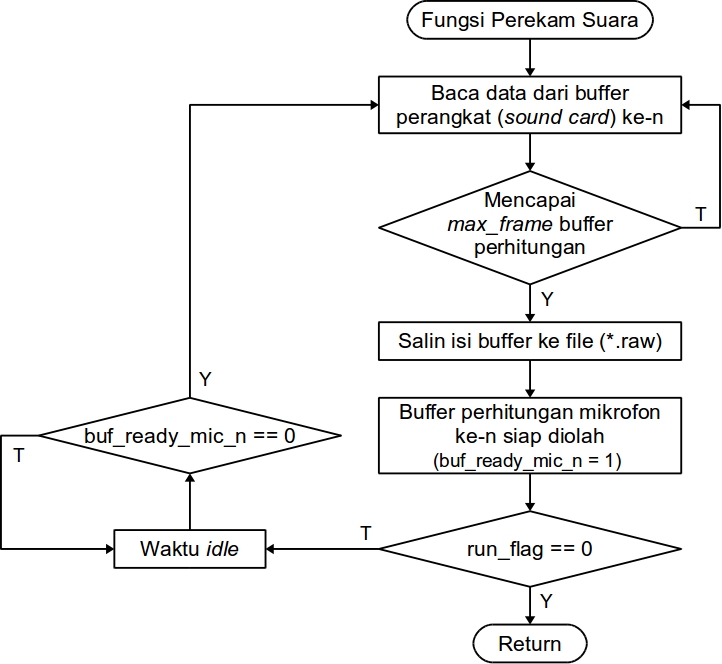 Fungsi Perekam Suara
Baca data dari buffer
perangkat (sound card) ke-n
Mencapai
max_frame buffer
perhitungan
T
Y
Salin isi buffer ke file (*.raw)
Buffer perhitungan mikrofon
ke-n siap diolah
(buf_ready_mic_n = 1)
run_flag == 0
T
Y
Waktu idle
buf_ready_mic_n == 0
Y
T
Return